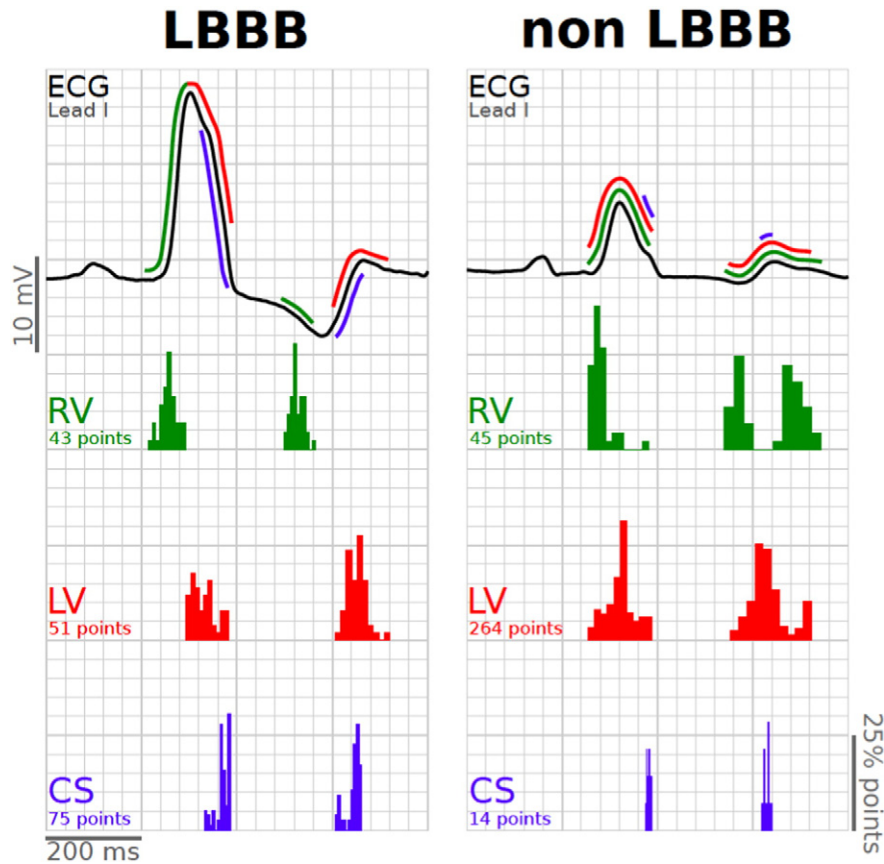 LBBB
non LBBB
ECG
Lead I
ECG
Lead I
10 mV
RV
43 points
RV
45 points
LV
51 points
LV
264 points
CS
75 points
CS
14 points
25% points
200 ms